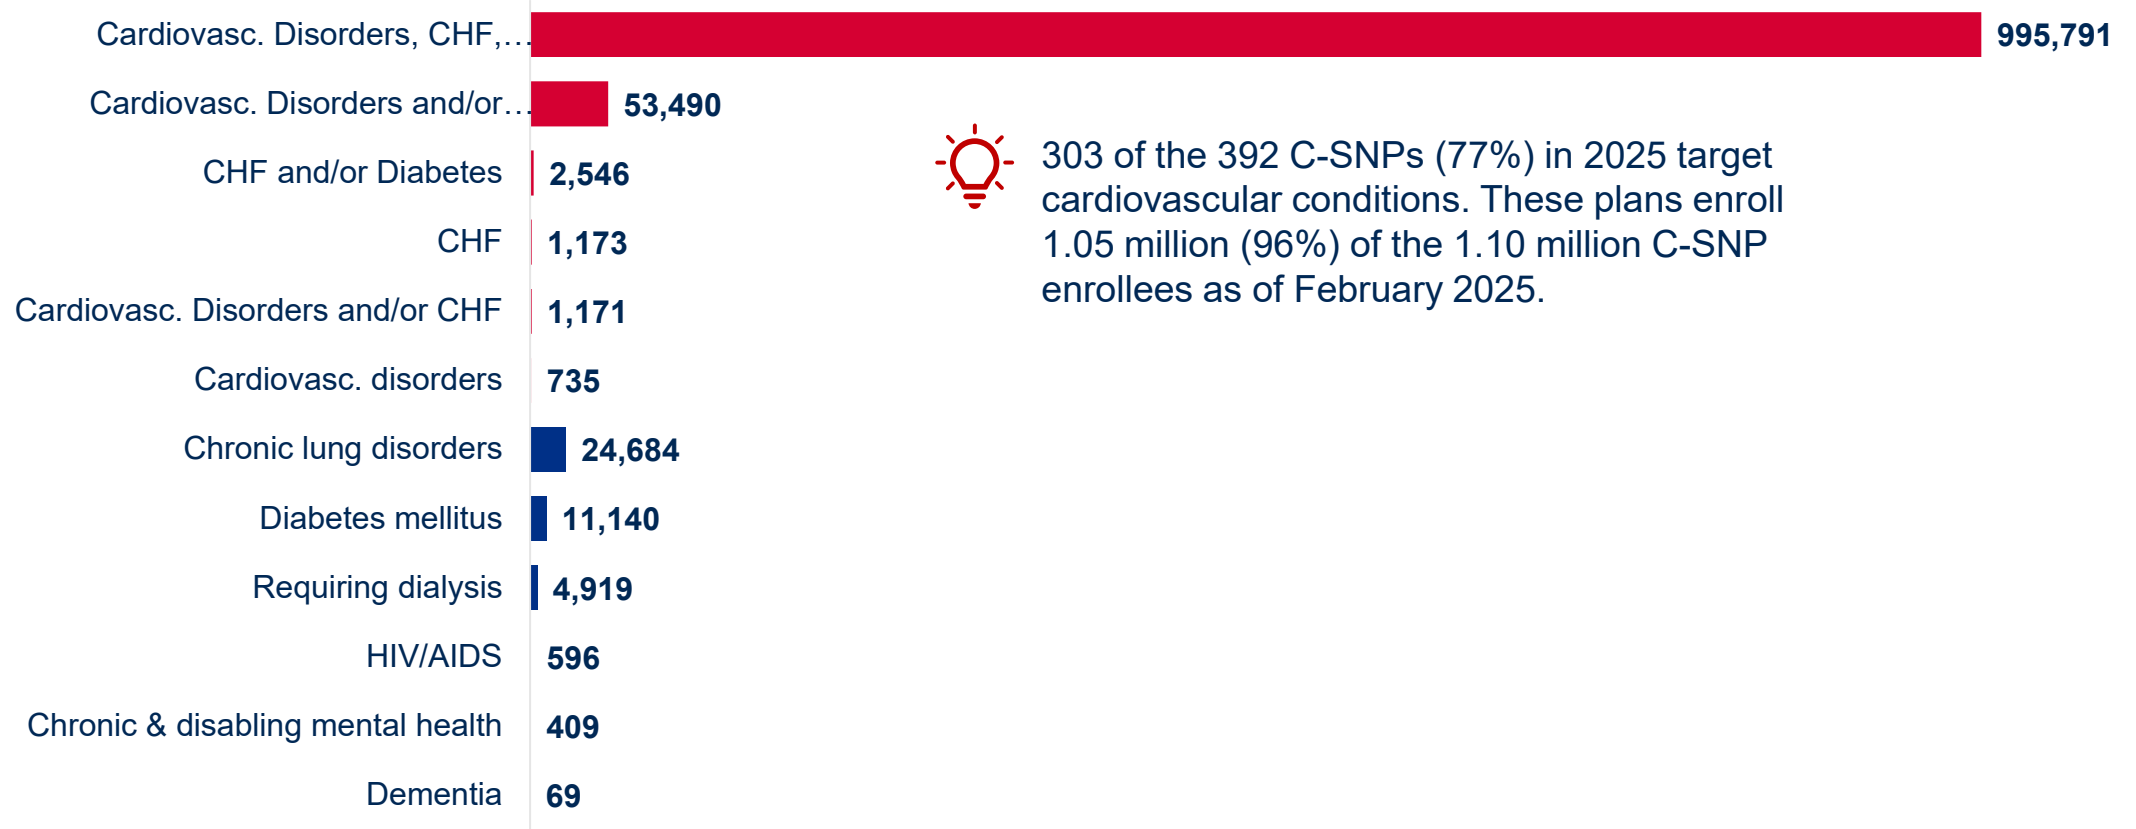 Cardiovasc. Disorders, CHF,… 995,791
Cardiovasc. Disorders and/or… 53,490
CHF and/or Diabetes 2,546
CHF 1,173
Cardiovasc. Disorders and/or CHF 1,171
Cardiovasc. disorders 735
Chronic lung disorders 24,684
Diabetes mellitus 11,140
Requiring dialysis 4,919
HIV/AIDS 596
Chronic & disabling mental health 409
Dementia 69
303 of the 392 C-SNPs (77%) in 2025 target
cardiovascular conditions. These plans enroll
1.05 million (96%) of the 1.10 million C-SNP
enrollees as of February 2025.